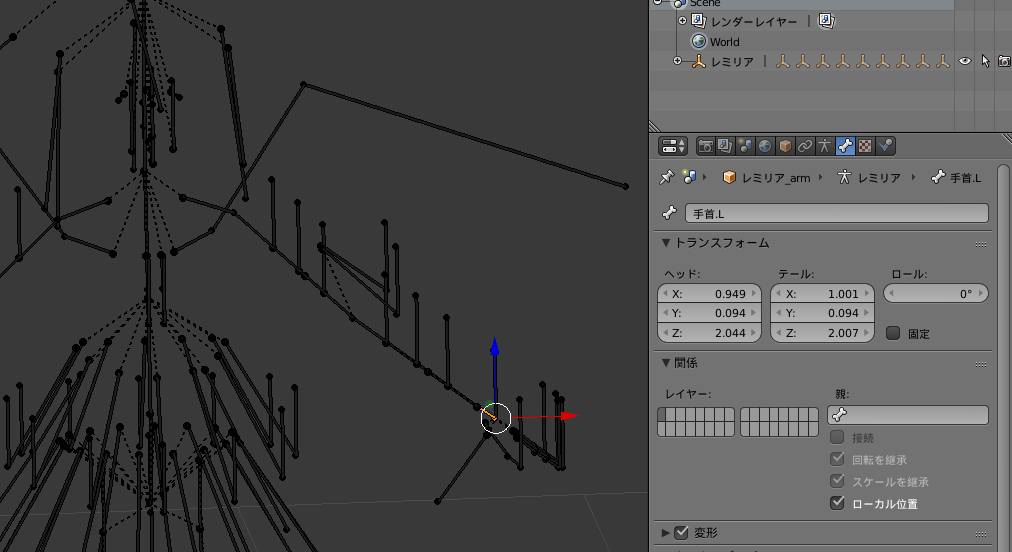 Scene
レンダーレイヤー
World
レミリア
レミリア_arm
レミリア
手首.L
手首.L
トランスフォーム
ヘッド:
テール:
ロール:
X: 0.949
X: 1.001
0°
Y: 0.094
Y: 0.094
Z: 2.044
Z: 2.007
固定
関係
レイヤー:
親:
接続
回転を継承
スケールを継承
ローカル位置
変形